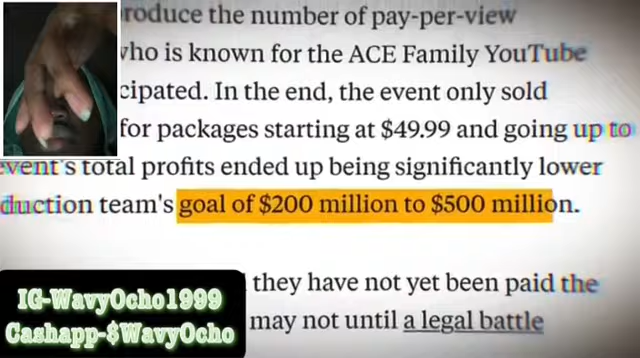 roduce the number of pay-per-view
who is known for the ACE Family YouTube
cipated. In the end, the event only sold
for packages starting at $49.99 and going up to
event's total profits ended up being significantly lower
duction team's goal of $200 million to $500 million.
they have not yet been paid the
IG-WavyOcho1999
Cashapp-$WavyOcho
may not until a legal battle